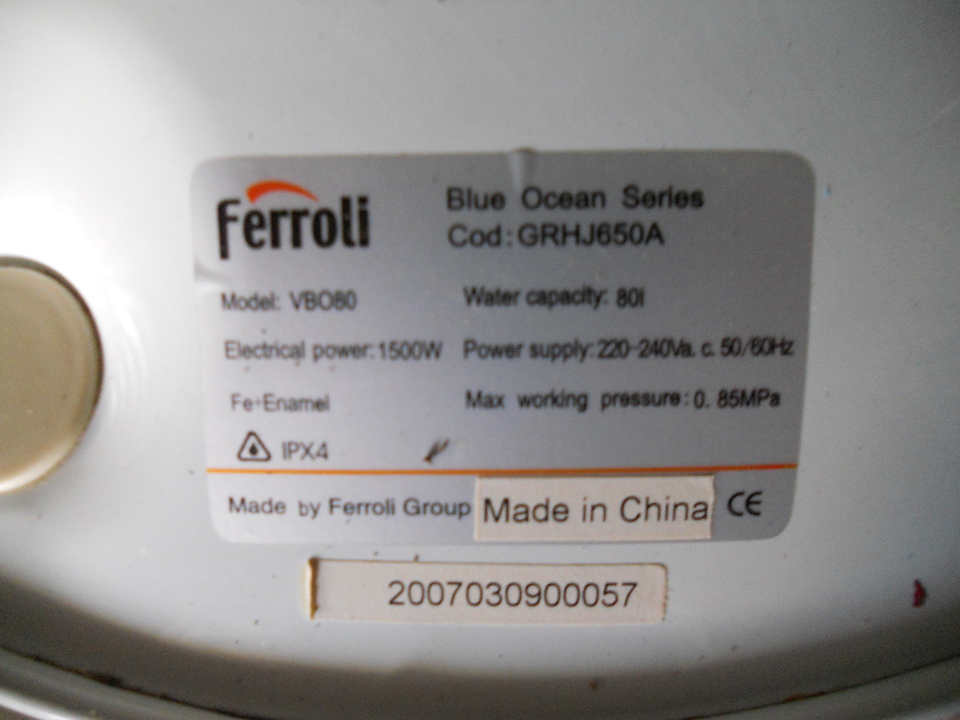 Ferroli
Blue Ocean Series
Cod: GRHJ650A
Model: VBO80
Water capacity: 80l
Electrical power: 1500W
Power supply: 220-240Va. c. 50/60Hz
Fe+Enamel
Max working pressure: 0. 85MPa
IPX4
Made by Ferroli Group
Made in China
CE
2007030900057